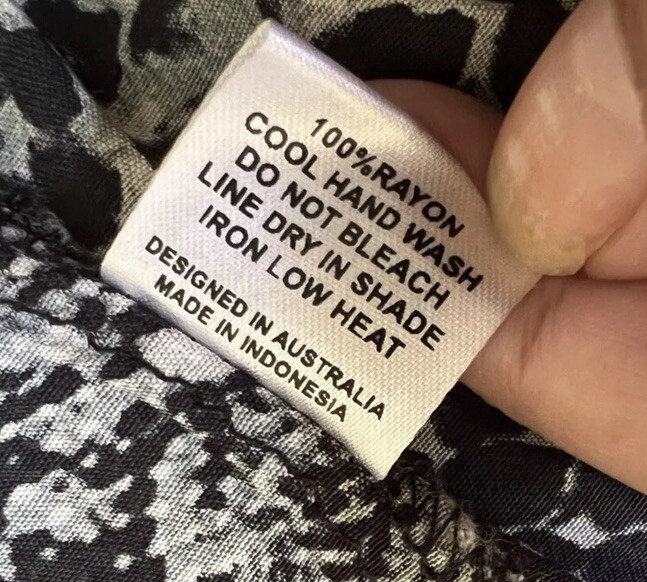 100%RAYON
COOL HAND WASH
DO NOT BLEACH
LINE DRY IN SHADE
IRON LOW HEAT
DESIGNED IN AUSTRALIA
MADE IN INDONESIA